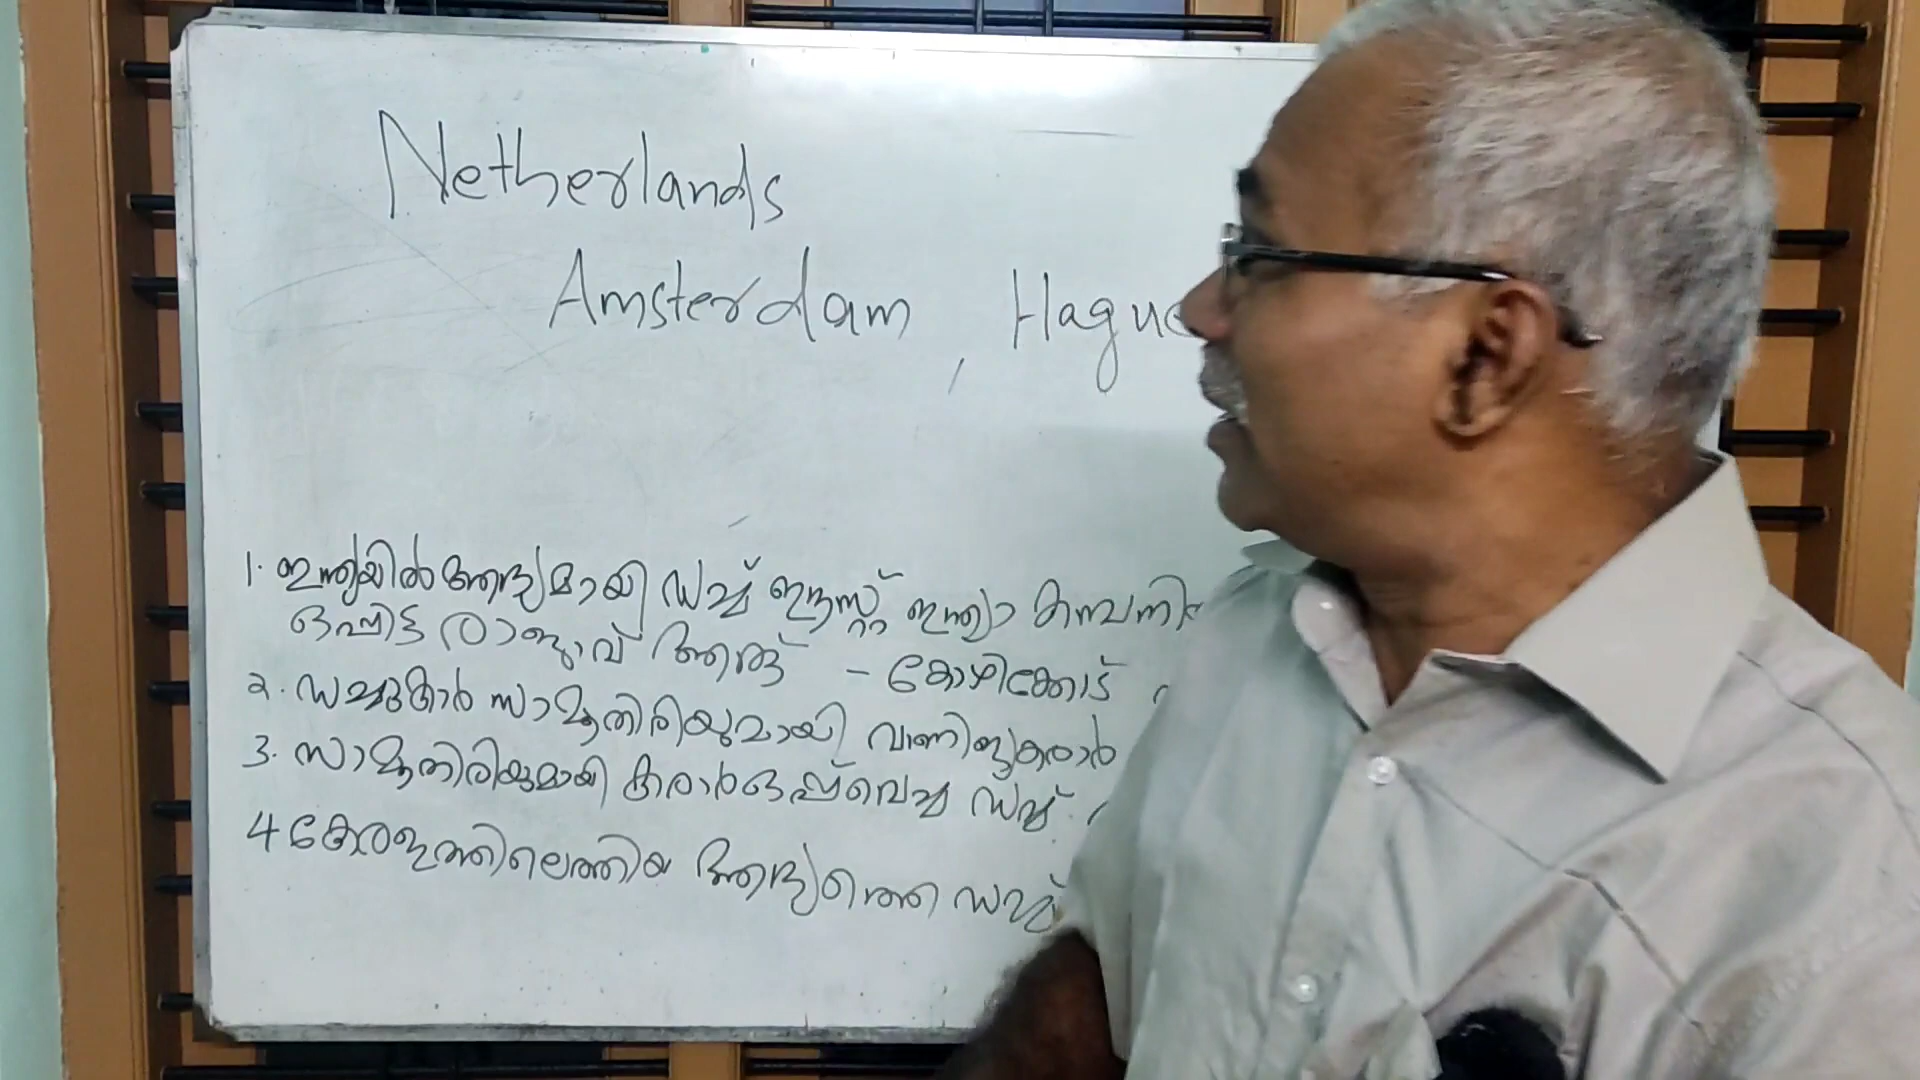 Netherlands
Amsterdam, Hague
1. ഇന്ത്യയിൽ ആദ്യമായി ഡച്ച് ഈസ്റ്റ് ഇന്ത്യാ കമ്പനി
ഒപ്പിട്ട രാജാവ് ആര് - കോഴിക്കോട്
2. ഡച്ചുകാർ സാമൂതിരിയുമായി വാണിജ്യകരാർ
3. സാമൂതിരിയുമായി കരാർ ഒപ്പ് വെച്ച ഡച്ച്
4 കേരളത്തിലെത്തിയ ആദ്യത്തെ ഡച്ച്